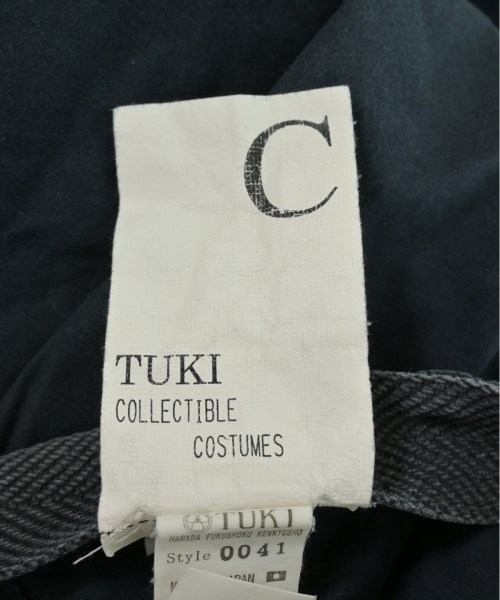 C
TUKI
COLLECTIBLE
COSTUMES
TUKI
HARADA FUKUSHOKU KENKYUSHO
Style 0041
JAPAN